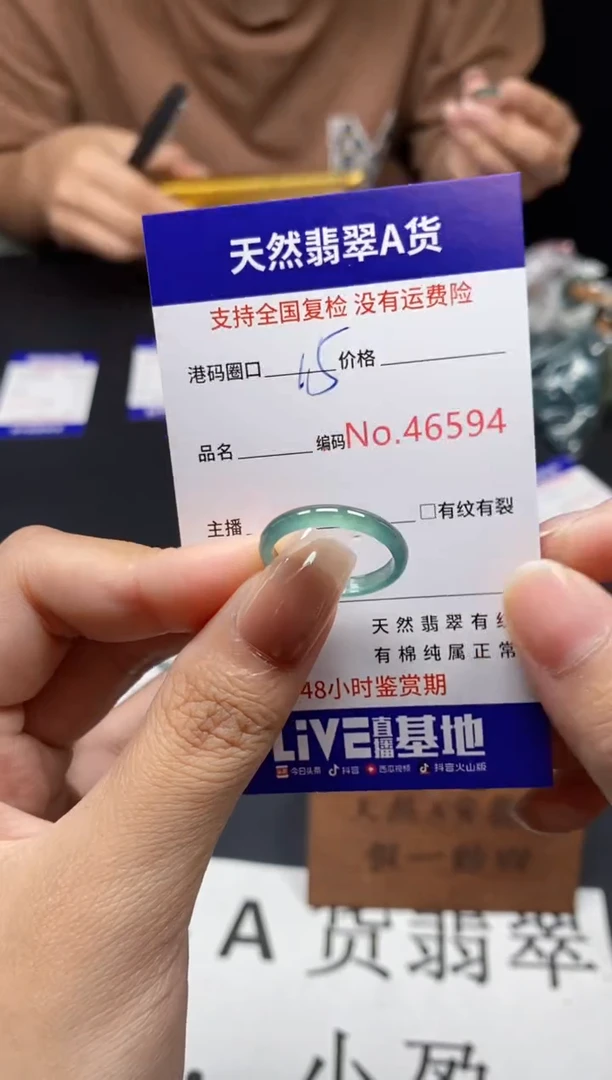 天然翡翠A货
支持全国复检 没有运费险
港码圈口 15 价格
品名 编码 No.46594
主播 □有纹有裂
天然翡翠有
有棉纯属正常
48小时鉴赏期
LiVE直播基地
今日头条 抖音 西瓜视频 抖音火山版
A货翡翠
小盈